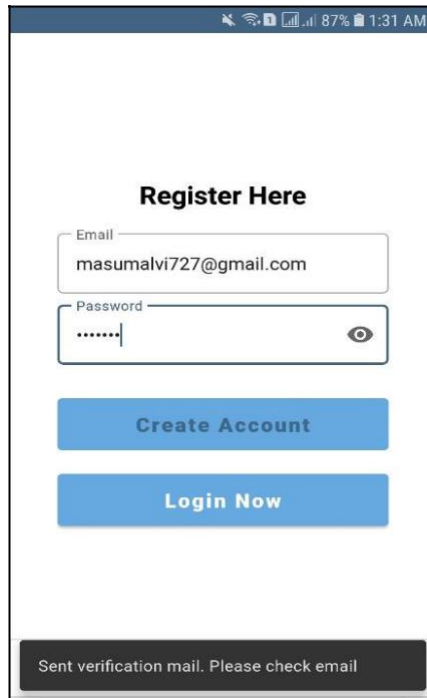 87% 1:31 AM
Register Here
Email
masumalvi727@gmail.com
Password
•••••••
Create Account
Login Now
Sent verification mail. Please check email